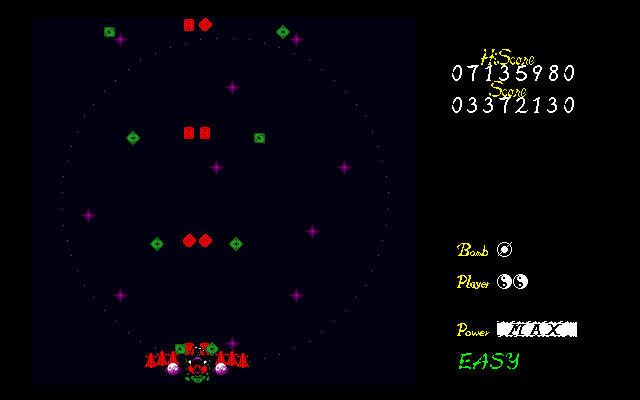 HiScore
07135980
Score
03372130
Bomb
Player
Power MAX
EASY